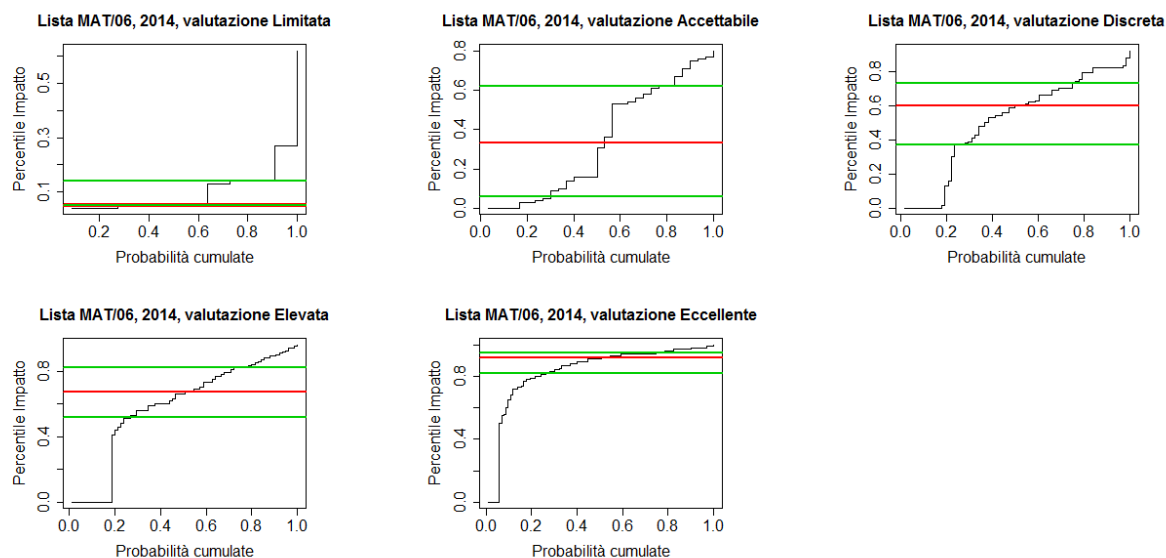 Lista MAT/06, 2014, valutazione Limitata
Percentile Impatto
0.1 0.3 0.5
0.2 0.4 0.6 0.8 1.0
Probabilità cumulate
Lista MAT/06, 2014, valutazione Accettabile
Percentile Impatto
0.0 0.2 0.4 0.6 0.8
0.0 0.2 0.4 0.6 0.8 1.0
Probabilità cumulate
Lista MAT/06, 2014, valutazione Discreta
Percentile Impatto
0.0 0.2 0.4 0.6 0.8
0.0 0.2 0.4 0.6 0.8 1.0
Probabilità cumulate
Lista MAT/06, 2014, valutazione Elevata
Percentile Impatto
0.0 0.4 0.8
0.0 0.2 0.4 0.6 0.8 1.0
Probabilità cumulate
Lista MAT/06, 2014, valutazione Eccellente
Percentile Impatto
0.0 0.4 0.8
0.0 0.2 0.4 0.6 0.8 1.0
Probabilità cumulate